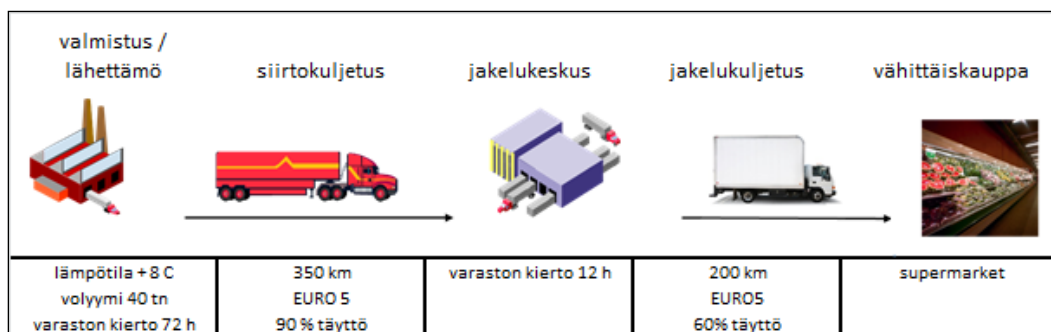 valmistus /
lähettämö
siirtokuljetus
jakelukeskus
jakelukuljetus
vähittäiskauppa
lämpötila + 8 C
volyymi 40 tn
varaston kierto 72 h
350 km
EURO 5
90 % täyttö
varaston kierto 12 h
200 km
EURO5
60% täyttö
supermarket